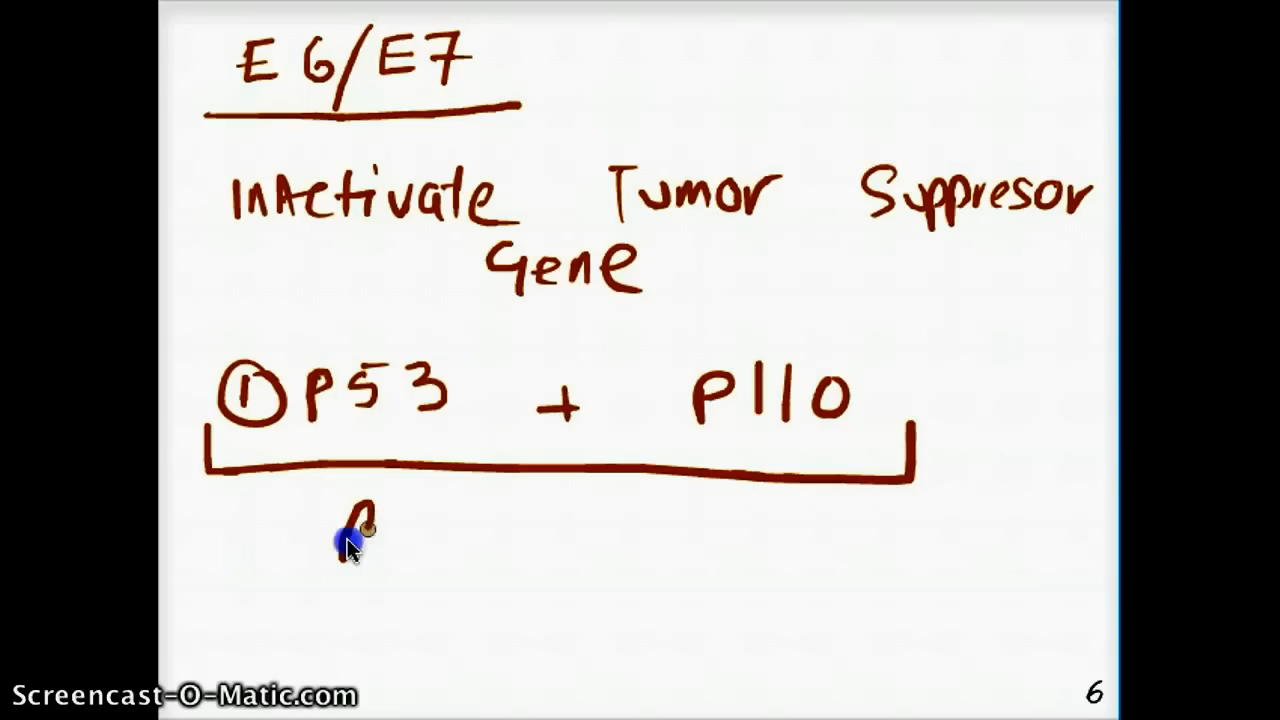 E6/E7
InActivate Tumor Suppresor
Gene
① P53 + P110
Screencast-O-Matic.com
6